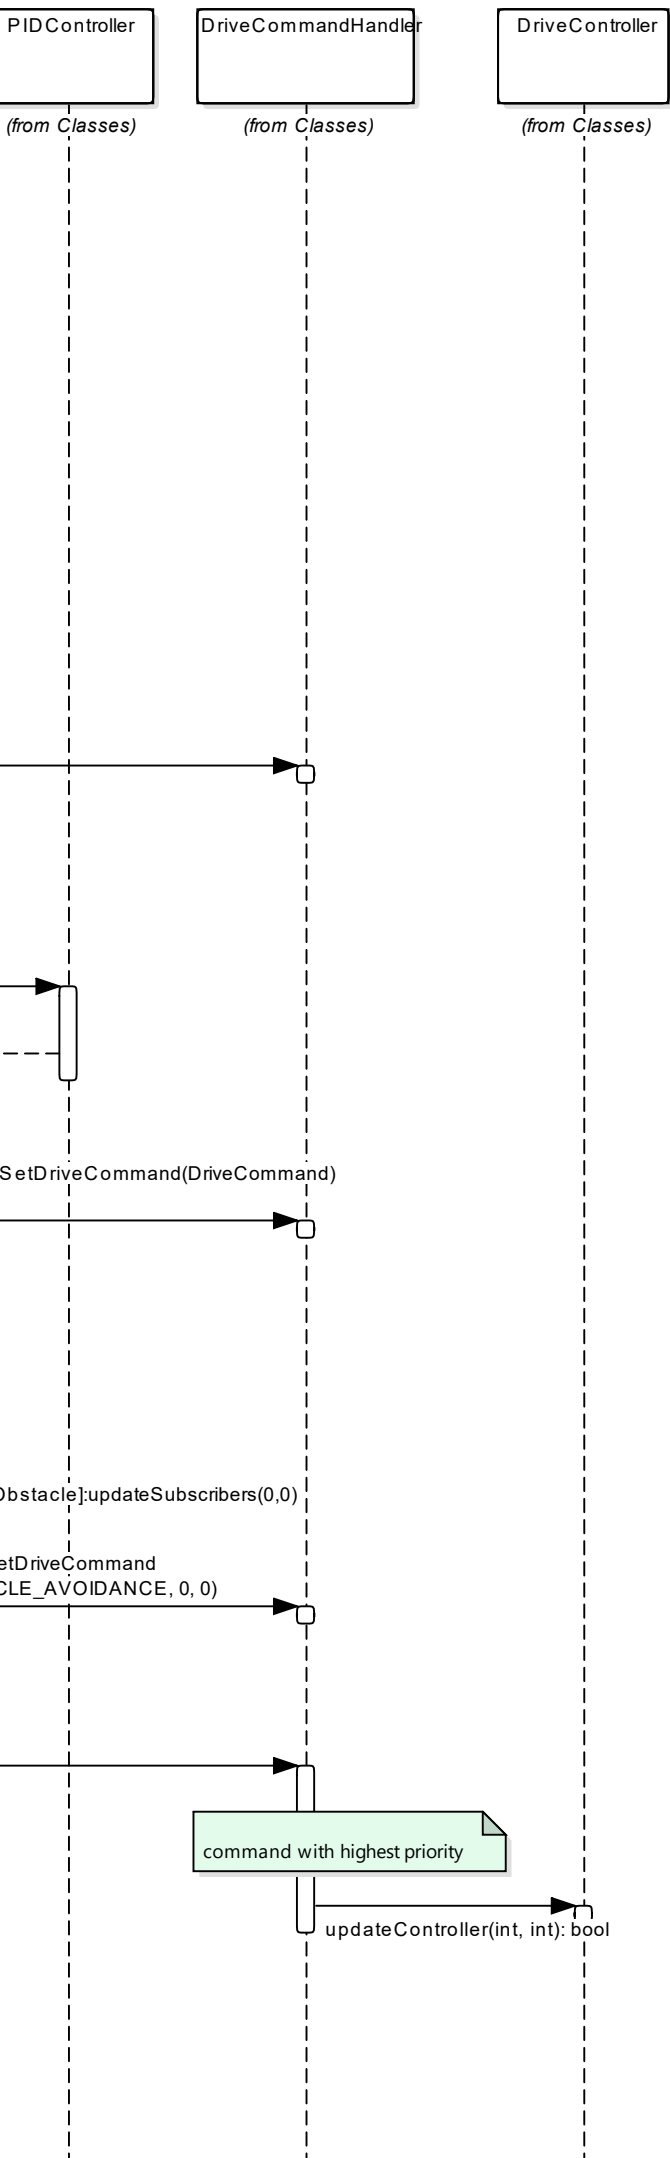 PIDController
DriveCommandHandler
DriveController
(from Classes)
(from Classes)
(from Classes)
SetDriveCommand(DriveCommand)
Obstacle]:updateSubscribers(0,0)
etDriveCommand
CLE_AVOIDANCE, 0, 0)
command with highest priority
updateController(int, int): bool